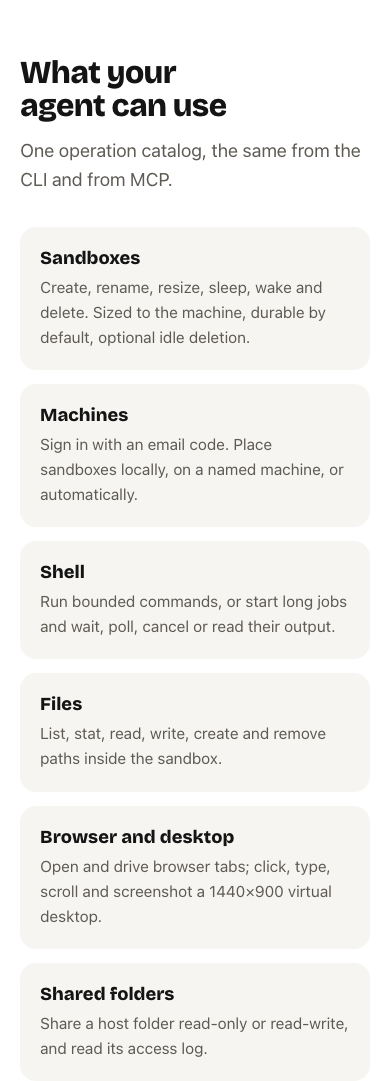 What your
agent can use
One operation catalog, the same from the
CLI and from MCP.
Sandboxes
Create, rename, resize, sleep, wake and
delete. Sized to the machine, durable by
default, optional idle deletion.
Machines
Sign in with an email code. Place
sandboxes locally, on a named machine, or
automatically.
Shell
Run bounded commands, or start long jobs
and wait, poll, cancel or read their output.
Files
List, stat, read, write, create and remove
paths inside the sandbox.
Browser and desktop
Open and drive browser tabs; click, type,
scroll and screenshot a 1440×900 virtual
desktop.
Shared folders
Share a host folder read-only or read-write,
and read its access log.